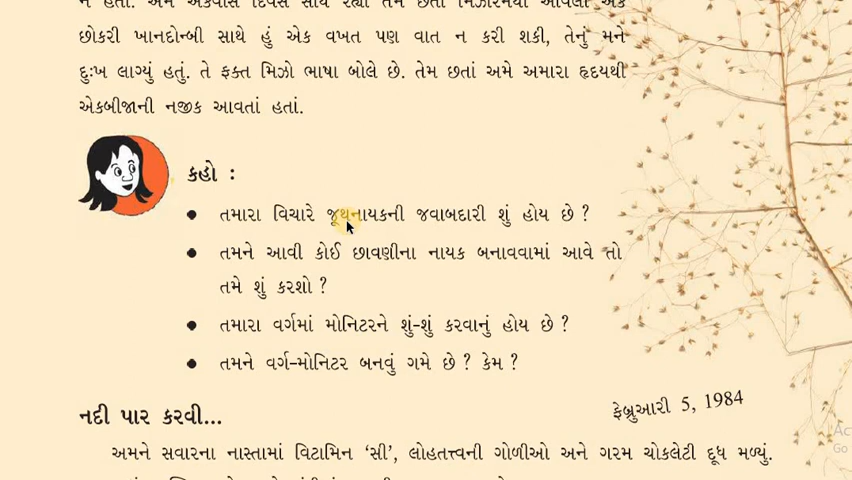 ન હતી. અમે એકવીસ દિવસ સાથે રહ્યાં તેમ છતાં મિઝોરમથી આવેલી એક
છોકરી ખાનદોન્બી સાથે હું એક વખત પણ વાત ન કરી શકી, તેનું મને
દુઃખ લાગ્યું હતું. તે ફક્ત મિઝો ભાષા બોલે છે. તેમ છતાં અમે અમારા હૃદયથી
એકબીજાની નજીક આવતાં હતાં.
કહો :
● તમારા વિચારે જૂથનાયકની જવાબદારી શું હોય છે ?
● તમને આવી કોઈ છાવણીના નાયક બનાવવામાં આવે તો
તમે શું કરશો ?
● તમારા વર્ગમાં મોનિટરને શું-શું કરવાનું હોય છે ?
● તમને વર્ગ-મોનિટર બનવું ગમે છે ? કેમ ?
ફેબ્રુઆરી 5, 1984
નદી પાર કરવી...
અમને સવારના નાસ્તામાં વિટામિન ‘સી’, લોહતત્ત્વની ગોળીઓ અને ગરમ ચોકલેટી દૂધ મળ્યું.